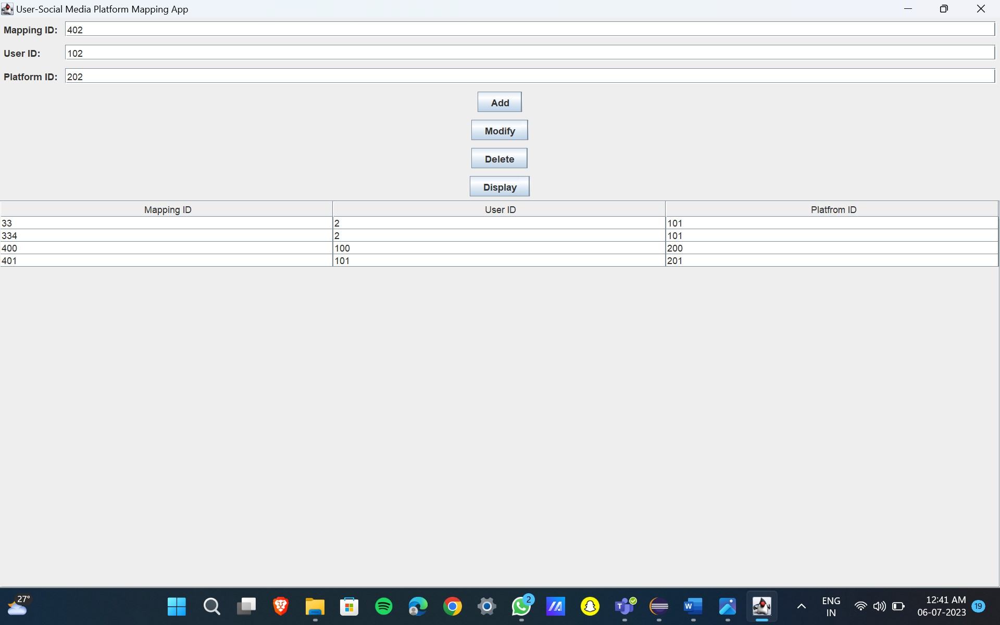 User-Social Media Platform Mapping App
Mapping ID: 402
User ID: 102
Platform ID: 202
Add
Modify
Delete
Display
Mapping ID User ID Platfrom ID
33 2 101
334 2 101
400 100 200
401 101 201
27°
2
T
W
ENG
IN
12:41 AM
06-07-2023
19